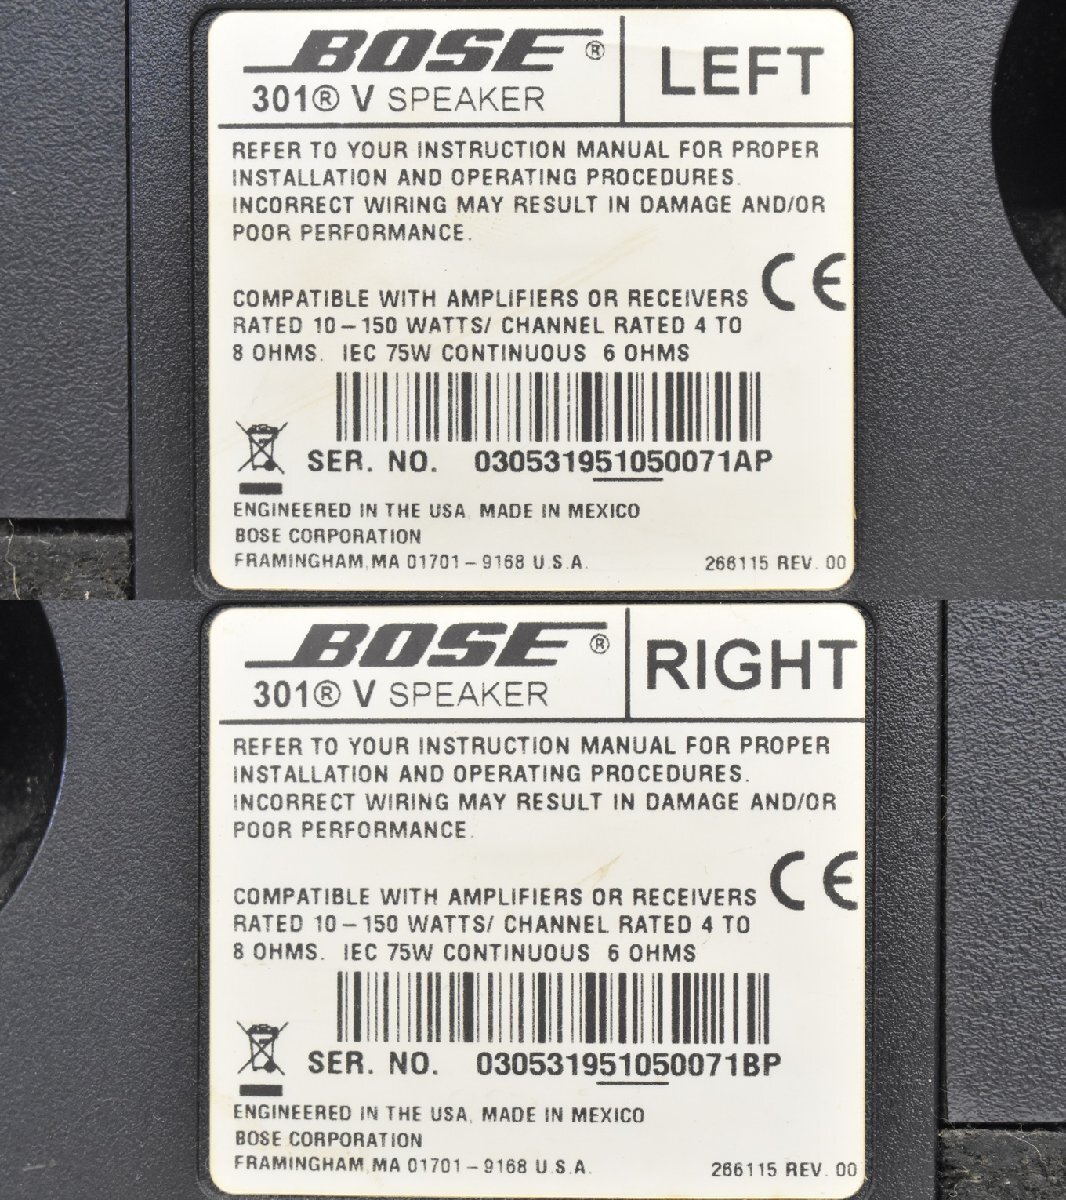 BOSE®
301® V SPEAKER
LEFT
REFER TO YOUR INSTRUCTION MANUAL FOR PROPER
INSTALLATION AND OPERATING PROCEDURES.
INCORRECT WIRING MAY RESULT IN DAMAGE AND/OR
POOR PERFORMANCE.
CE
COMPATIBLE WITH AMPLIFIERS OR RECEIVERS
RATED 10-150 WATTS/ CHANNEL RATED 4 TO
8 OHMS. IEC 75W CONTINUOUS 6 OHMS
SER. NO. 030531951050071AP
ENGINEERED IN THE USA, MADE IN MEXICO
BOSE CORPORATION
FRAMINGHAM, MA 01701-9168 U.S.A.
266115 REV. 00
BOSE®
301® V SPEAKER
RIGHT
REFER TO YOUR INSTRUCTION MANUAL FOR PROPER
INSTALLATION AND OPERATING PROCEDURES.
INCORRECT WIRING MAY RESULT IN DAMAGE AND/OR
POOR PERFORMANCE.
CE
COMPATIBLE WITH AMPLIFIERS OR RECEIVERS
RATED 10-150 WATTS/ CHANNEL RATED 4 TO
8 OHMS. IEC 75W CONTINUOUS 6 OHMS
SER. NO. 030531951050071BP
ENGINEERED IN THE USA, MADE IN MEXICO
BOSE CORPORATION
FRAMINGHAM, MA 01701-9168 U.S.A.
266115 REV. 00